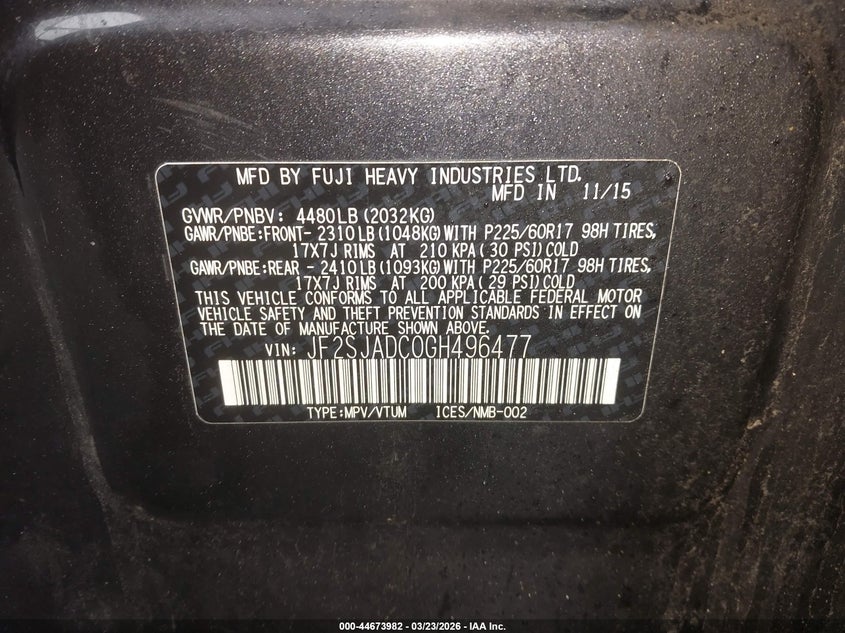 MFD BY FUJI HEAVY INDUSTRIES LTD.
MFD IN 11/15
GVWR/PNBV: 4480LB(2032KG)
GAWR/PNBE:FRONT-2310LB(1048KG)WITH P225/60R17 98H TIRES,
17X7J RIMS AT 210 KPA( 30 PSI)COLD
GAWR/PNBE:REAR -2410LB(1093KG)WITH P225/60R17 98H TIRES,
17X7J RIMS AT 200 KPA( 29 PSI)COLD
THIS VEHICLE CONFORMS TO ALL APPLICABLE FEDERAL MOTOR
VEHICLE SAFETY AND THEFT PREVENTION STANDARDS IN EFFECT ON
THE DATE OF MANUFACTURE SHOWN ABOVE.
VIN: JF2SJADC0GH496477
TYPE:MPV/VTUM ICES/NMB-002
000-44673982 - 03/23/2026 - IAA Inc.